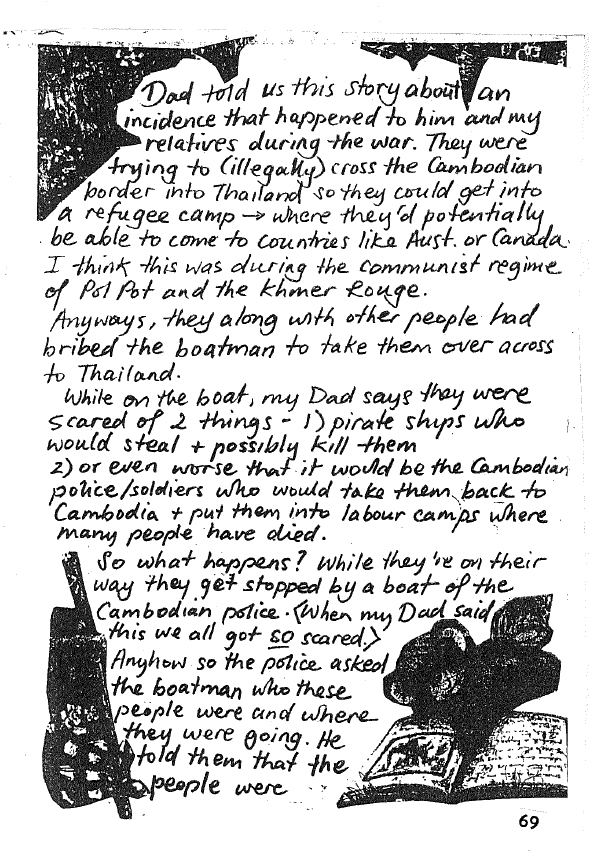 Dad told us this story about an
incidence that happened to him and my
relatives during the war. They were
trying to (illegally) cross the Cambodian
border into Thailand so they could get into
a refugee camp → where they'd potentially
be able to come to countries like Aust. or Canada.
I think this was during the communist regime
of Pol Pot and the Khmer Rouge.
Anyways, they along with other people had
bribed the boatman to take them over across
to Thailand.
While on the boat, my Dad says they were
scared of 2 things - 1) pirate ships who
would steal + possibly kill them
2) or even worse that it would be the Cambodian
police/soldiers who would take them back to
Cambodia + put them into labour camps where
many people have died.
So what happens? While they're on their
way they get stopped by a boat of the
Cambodian police. <When my Dad said
this we all got so scared.>
Anyhow so the police asked
the boatman who these
people were and where
they were going. He
told them that the
people were
69